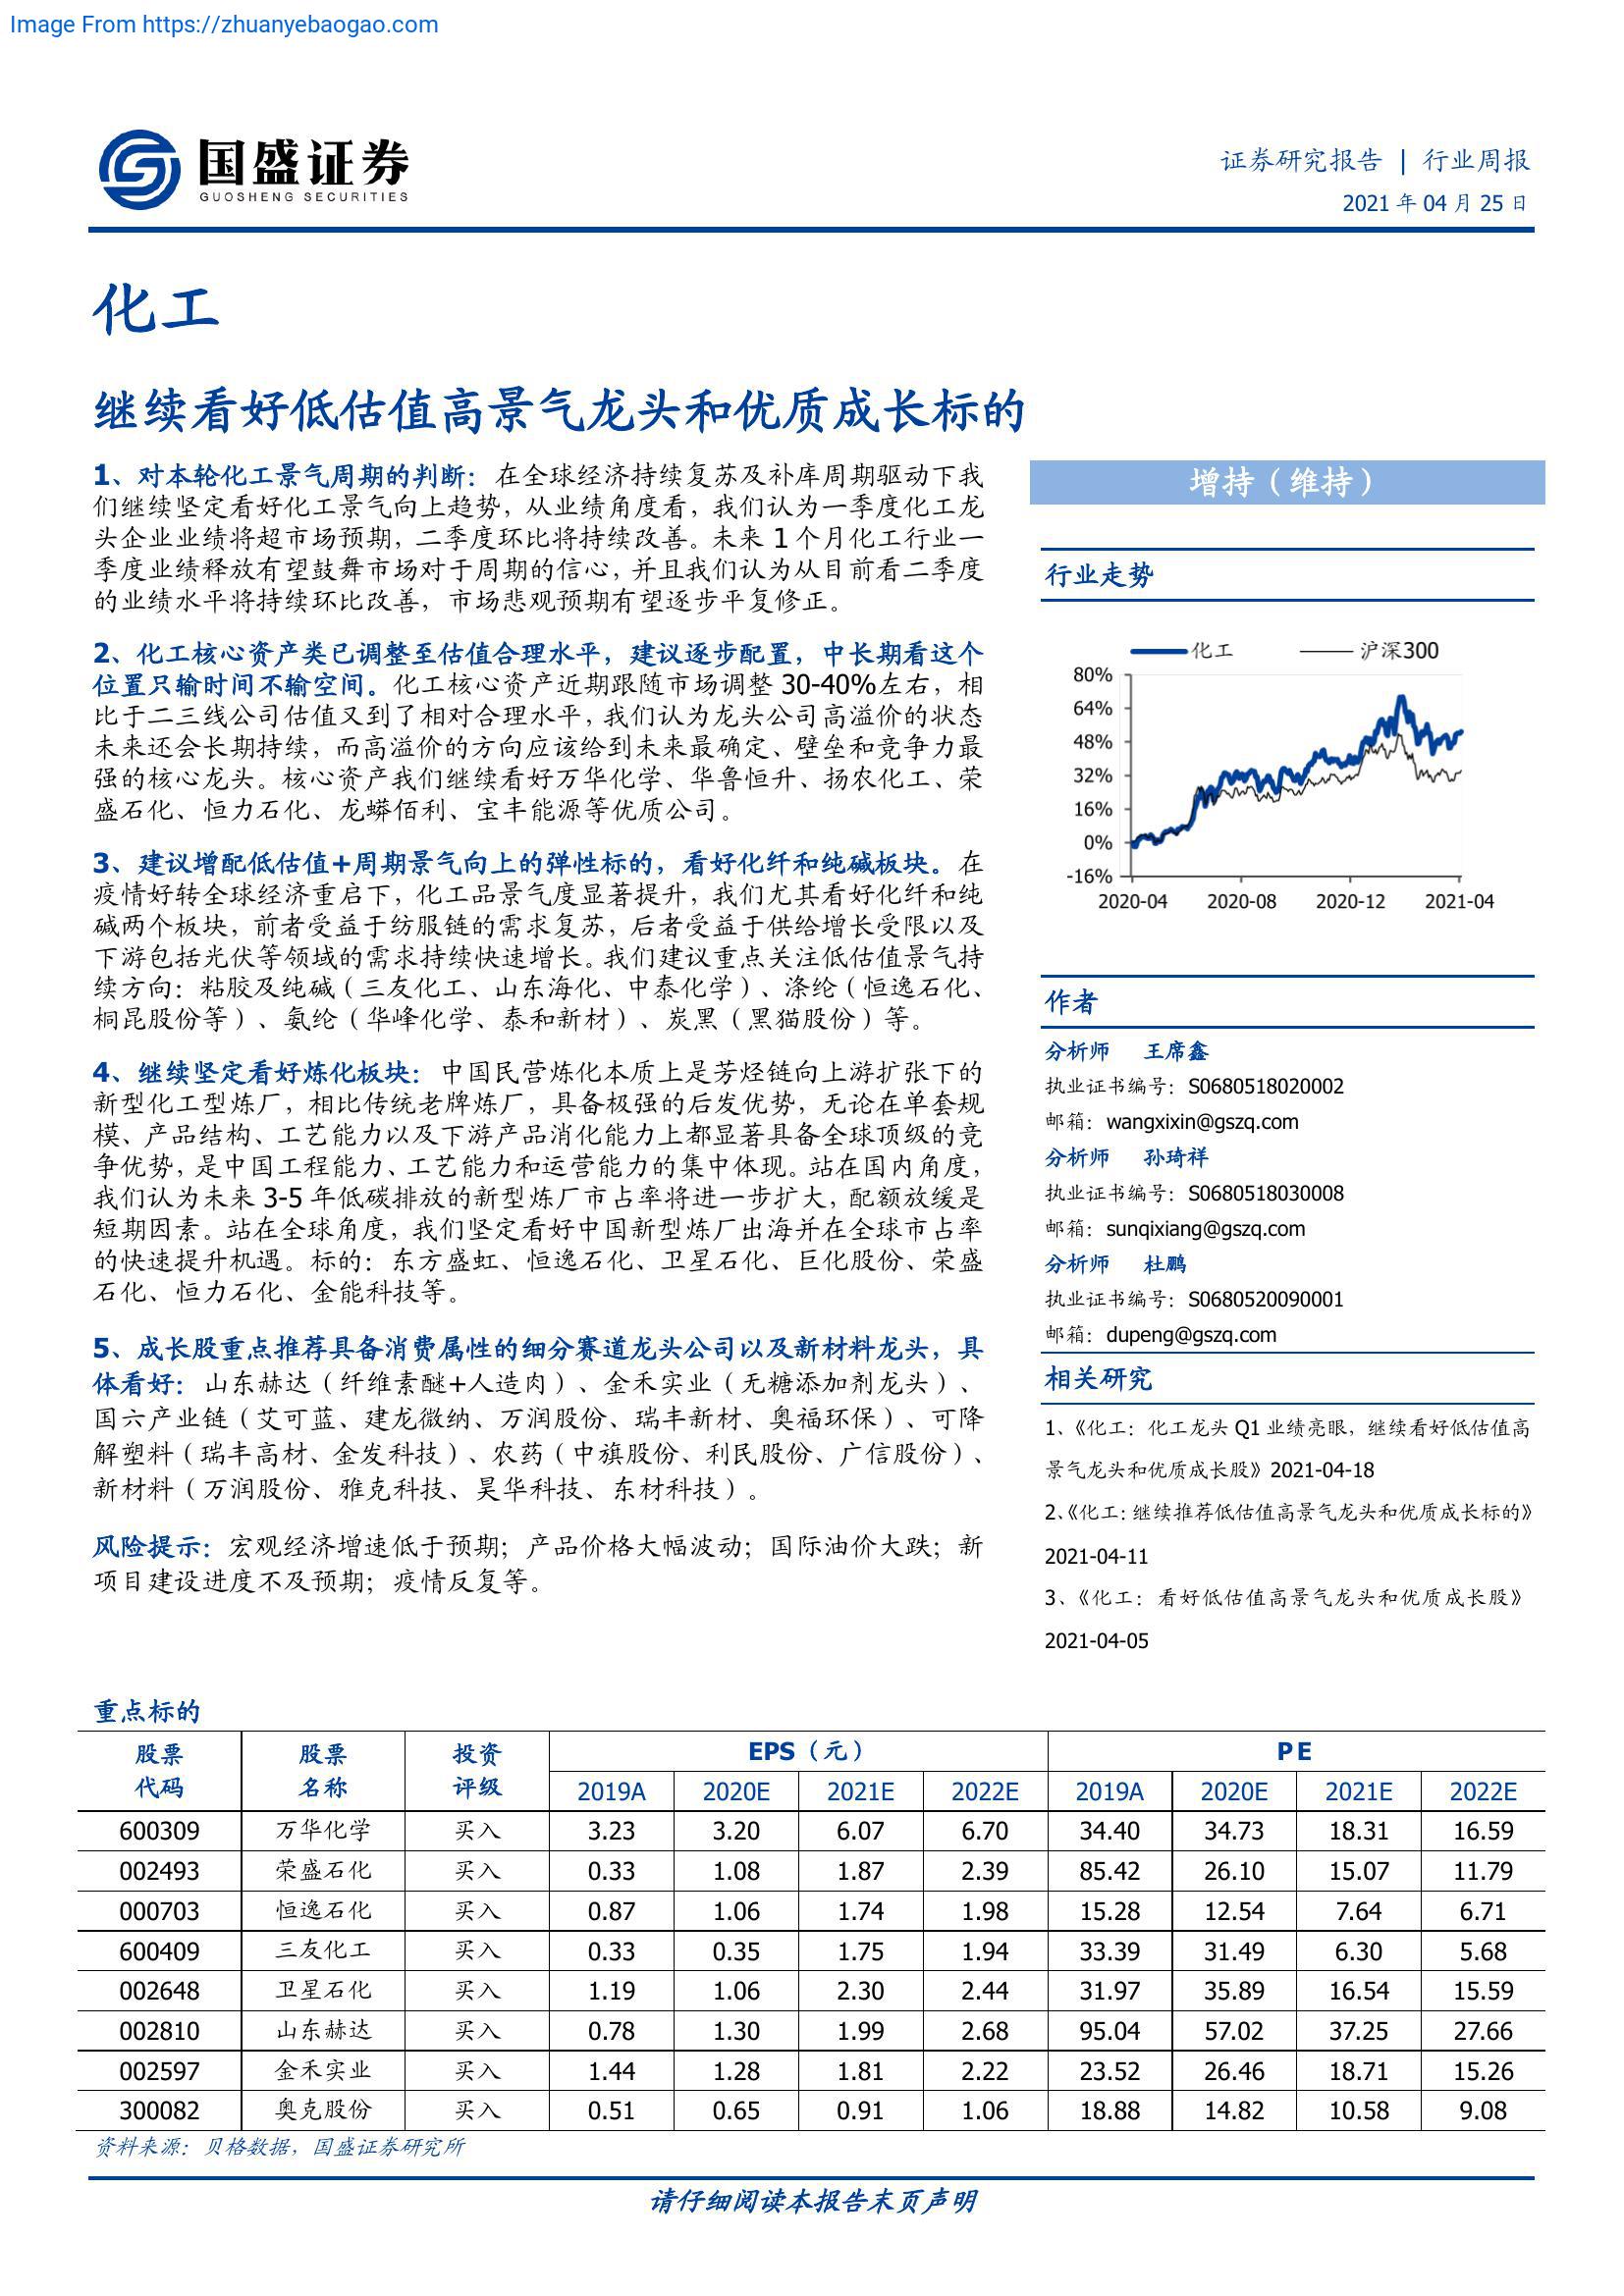 Image From https://zhuanyebaogao.com
国盛证券
GUOSHENG SECURITIES
证券研究报告 | 行业周报
2021 年 04 月 25 日
化工
继续看好低估值高景气龙头和优质成长标的
1、对本轮化工景气周期的判断：在全球经济持续复苏及补库周期驱动下我
们继续坚定看好化工景气向上趋势，从业绩角度看，我们认为一季度化工龙
头企业业绩将超市场预期，二季度环比将持续改善。未来 1 个月化工行业一
季度业绩释放有望鼓舞市场对于周期的信心，并且我们认为从目前看二季度
的业绩水平将持续环比改善，市场悲观预期有望逐步平复修正。
2、化工核心资产类已调整至估值合理水平，建议逐步配置，中长期看这个
位置只输时间不输空间。化工核心资产近期跟随市场调整 30-40%左右，相
比于二三线公司估值又到了相对合理水平，我们认为龙头公司高溢价的状态
未来还会长期持续，而高溢价的方向应该给到未来最确定、壁垒和竞争力最
强的核心龙头。核心资产我们继续看好万华化学、华鲁恒升、扬农化工、荣
盛石化、恒力石化、龙蟒佰利、宝丰能源等优质公司。
3、建议增配低估值+周期景气向上的弹性标的，看好化纤和纯碱板块。在
疫情好转全球经济重启下，化工品景气度显著提升，我们尤其看好化纤和纯
碱两个板块，前者受益于纺服链的需求复苏，后者受益于供给增长受限以及
下游包括光伏等领域的需求持续快速增长。我们建议重点关注低估值景气持
续方向：粘胶及纯碱（三友化工、山东海化、中泰化学）、涤纶（恒逸石化、
桐昆股份等）、氨纶（华峰化学、泰和新材）、炭黑（黑猫股份）等。
4、继续坚定看好炼化板块：中国民营炼化本质上是芳烃链向上游扩张下的
新型化工型炼厂，相比传统老牌炼厂，具备极强的后发优势，无论在单套规
模、产品结构、工艺能力以及下游产品消化能力上都显著具备全球顶级的竞
争优势，是中国工程能力、工艺能力和运营能力的集中体现。站在国内角度，
我们认为未来 3-5 年低碳排放的新型炼厂市占率将进一步扩大，配额放缓是
短期因素。站在全球角度，我们坚定看好中国新型炼厂出海并在全球市占率
的快速提升机遇。标的：东方盛虹、恒逸石化、卫星石化、巨化股份、荣盛
石化、恒力石化、金能科技等。
5、成长股重点推荐具备消费属性的细分赛道龙头公司以及新材料龙头，具
体看好：山东赫达（纤维素醚+人造肉）、金禾实业（无糖添加剂龙头）、
国六产业链（艾可蓝、建龙微纳、万润股份、瑞丰新材、奥福环保）、可降
解塑料（瑞丰高材、金发科技）、农药（中旗股份、利民股份、广信股份）、
新材料（万润股份、雅克科技、昊华科技、东材科技）。
风险提示：宏观经济增速低于预期；产品价格大幅波动；国际油价大跌；新
项目建设进度不及预期；疫情反复等。
增持（维持）
行业走势
化工 沪深300
80%
64%
48%
32%
16%
0%
-16%
2020-04 2020-08 2020-12 2021-04
作者
分析师 王席鑫
执业证书编号：S0680518020002
邮箱：wangxixin@gszq.com
分析师 孙琦祥
执业证书编号：S0680518030008
邮箱：sunqixiang@gszq.com
分析师 杜鹏
执业证书编号：S0680520090001
邮箱：dupeng@gszq.com
相关研究
1、《化工：化工龙头 Q1 业绩亮眼，继续看好低估值高
景气龙头和优质成长股》2021-04-18
2、《化工：继续推荐低估值高景气龙头和优质成长标的》
2021-04-11
3、《化工：看好低估值高景气龙头和优质成长股》
2021-04-05
重点标的
股票 股票 投资 EPS（元） PE
代码 名称 评级 2019A 2020E 2021E 2022E 2019A 2020E 2021E 2022E
600309 万华化学 买入 3.23 3.20 6.07 6.70 34.40 34.73 18.31 16.59
002493 荣盛石化 买入 0.33 1.08 1.87 2.39 85.42 26.10 15.07 11.79
000703 恒逸石化 买入 0.87 1.06 1.74 1.98 15.28 12.54 7.64 6.71
600409 三友化工 买入 0.33 0.35 1.75 1.94 33.39 31.49 6.30 5.68
002648 卫星石化 买入 1.19 1.06 2.30 2.44 31.97 35.89 16.54 15.59
002810 山东赫达 买入 0.78 1.30 1.99 2.68 95.04 57.02 37.25 27.66
002597 金禾实业 买入 1.44 1.28 1.81 2.22 23.52 26.46 18.71 15.26
300082 奥克股份 买入 0.51 0.65 0.91 1.06 18.88 14.82 10.58 9.08
资料来源：贝格数据，国盛证券研究所
请仔细阅读本报告末页声明